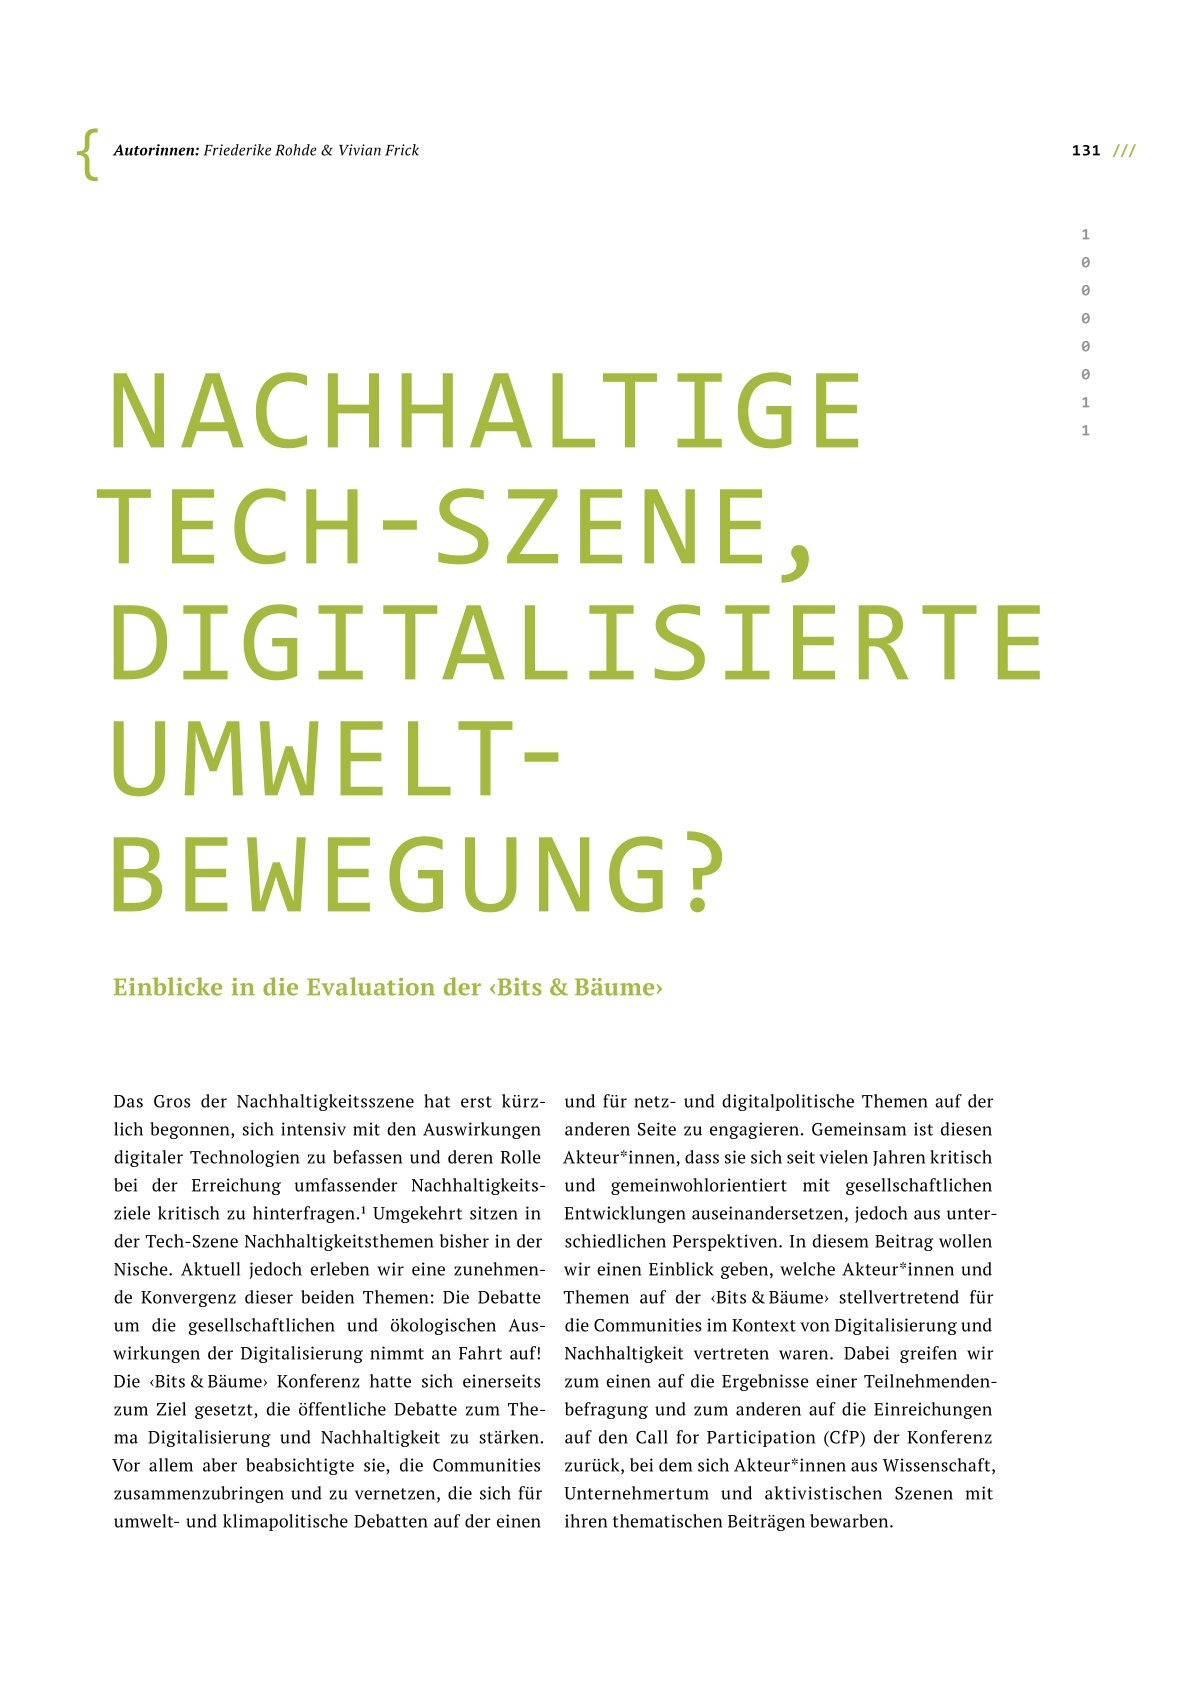 { Autorinnen: Friederike Rohde & Vivian Frick
131 ///
1
0
0
0
0
0
1
1
NACHHALTIGE
TECH-SZENE,
DIGITALISIERTE
UMWELT-
BEWEGUNG?
Einblicke in die Evaluation der ‹Bits & Bäume›
Das Gros der Nachhaltigkeitsszene hat erst kürz-
lich begonnen, sich intensiv mit den Auswirkungen
digitaler Technologien zu befassen und deren Rolle
bei der Erreichung umfassender Nachhaltigkeits-
ziele kritisch zu hinterfragen.¹ Umgekehrt sitzen in
der Tech-Szene Nachhaltigkeitsthemen bisher in der
Nische. Aktuell jedoch erleben wir eine zunehmen-
de Konvergenz dieser beiden Themen: Die Debatte
um die gesellschaftlichen und ökologischen Aus-
wirkungen der Digitalisierung nimmt an Fahrt auf!
Die ‹Bits & Bäume› Konferenz hatte sich einerseits
zum Ziel gesetzt, die öffentliche Debatte zum The-
ma Digitalisierung und Nachhaltigkeit zu stärken.
Vor allem aber beabsichtigte sie, die Communities
zusammenzubringen und zu vernetzen, die sich für
umwelt- und klimapolitische Debatten auf der einen
und für netz- und digitalpolitische Themen auf der
anderen Seite zu engagieren. Gemeinsam ist diesen
Akteur*innen, dass sie sich seit vielen Jahren kritisch
und gemeinwohlorientiert mit gesellschaftlichen
Entwicklungen auseinandersetzen, jedoch aus unter-
schiedlichen Perspektiven. In diesem Beitrag wollen
wir einen Einblick geben, welche Akteur*innen und
Themen auf der ‹Bits & Bäume› stellvertretend für
die Communities im Kontext von Digitalisierung und
Nachhaltigkeit vertreten waren. Dabei greifen wir
zum einen auf die Ergebnisse einer Teilnehmenden-
befragung und zum anderen auf die Einreichungen
auf den Call for Participation (CfP) der Konferenz
zurück, bei dem sich Akteur*innen aus Wissenschaft,
Unternehmertum und aktivistischen Szenen mit
ihren thematischen Beiträgen bewarben.